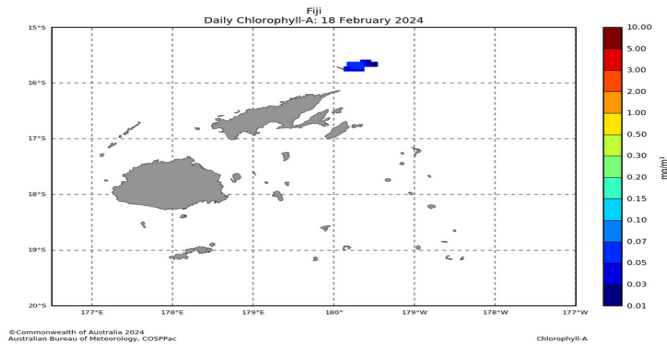 Fiji
Daily Chlorophyll-A: 18 February 2024
15°S
16°S
17°S
18°S
19°S
20°S
177°E
178°E
179°E
180°
179°W
178°W
177°W
10.00
5.00
3.00
2.00
1.00
0.50
0.30
0.20
0.15
0.10
0.07
0.05
0.03
0.01
mg/m³
©Commonwealth of Australia 2024
Australian Bureau of Meteorology, COSPPac
Chlorophyll-A